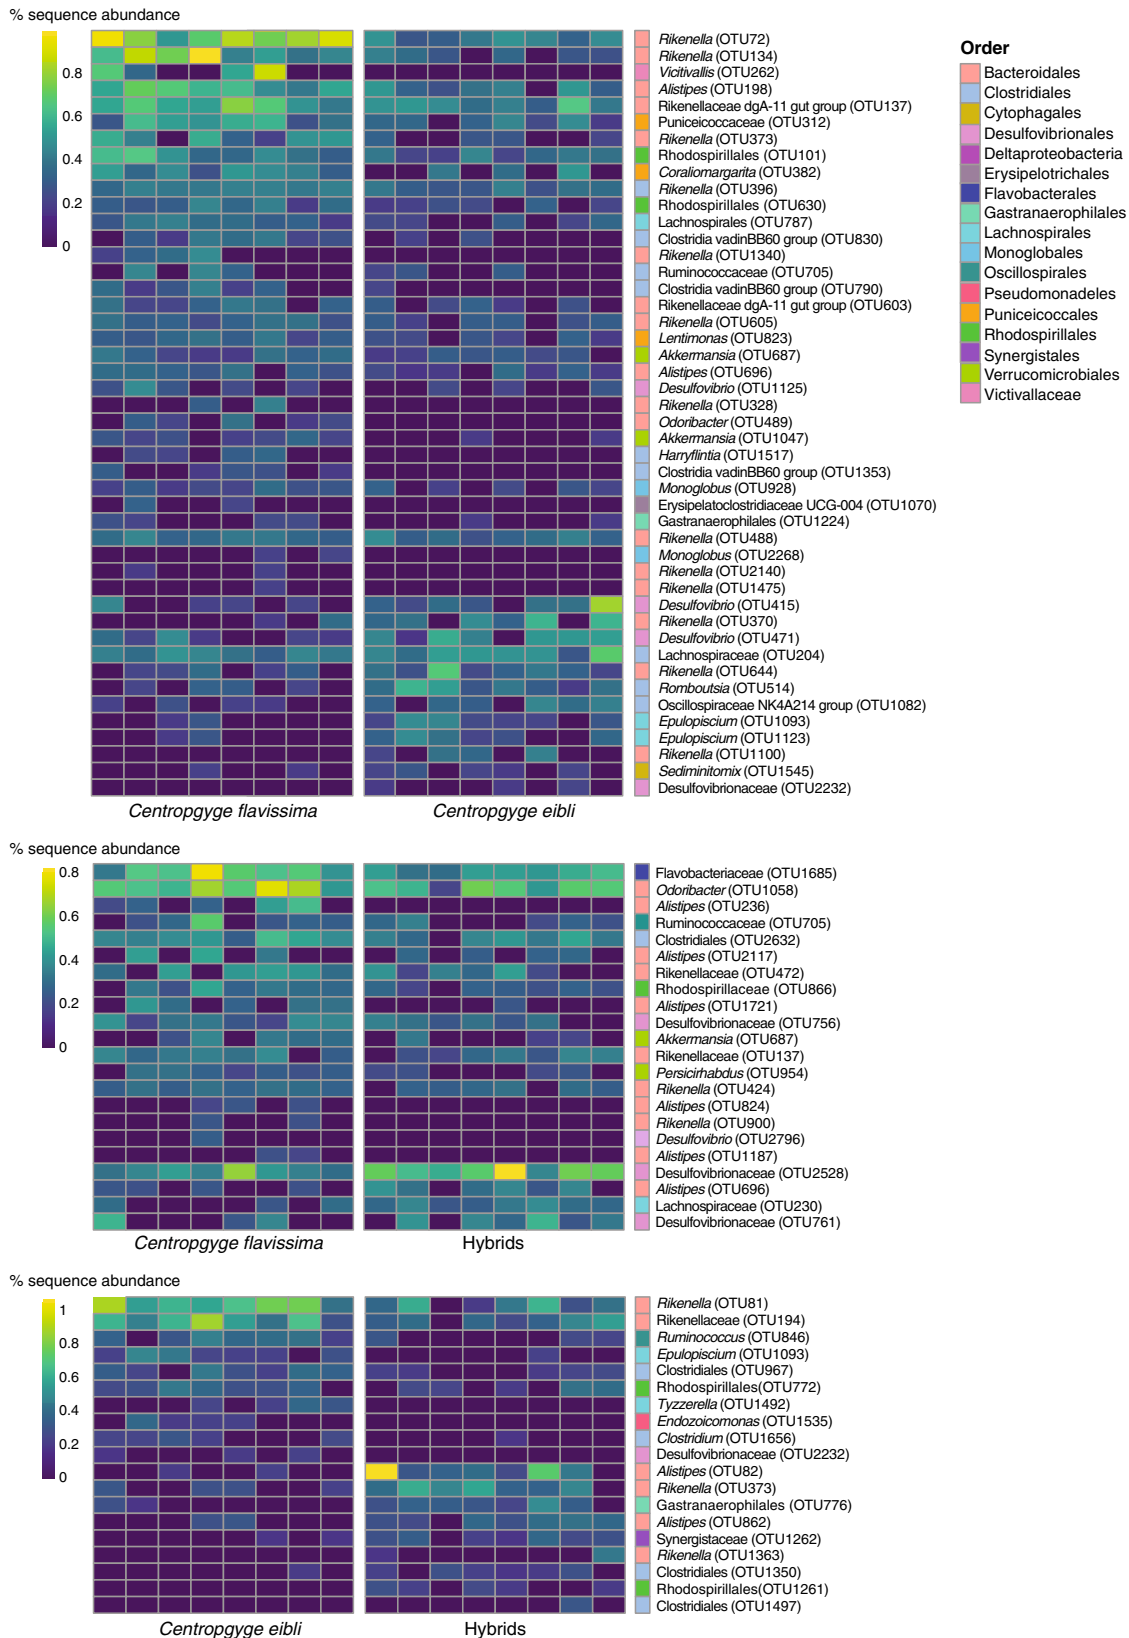 % sequence abundance
0.8
0.6
0.4
0.2
0
Rikenella (OTU72)
Rikenella (OTU134)
Vicitivallis (OTU262)
Alistipes (OTU198)
Rikenellaceae dgA-11 gut group (OTU137)
Puniceicoccaceae (OTU312)
Rikenella (OTU373)
Rhodospirillales (OTU101)
Coraliomargarita (OTU382)
Rikenella (OTU396)
Rhodospirillales (OTU630)
Lachnospirales (OTU787)
Clostridia vadinBB60 group (OTU830)
Rikenella (OTU1340)
Ruminococcaceae (OTU705)
Clostridia vadinBB60 group (OTU790)
Rikenellaceae dgA-11 gut group (OTU603)
Rikenella (OTU605)
Lentimonas (OTU823)
Akkermansia (OTU687)
Alistipes (OTU696)
Desulfovibrio (OTU1125)
Rikenella (OTU328)
Odoribacter (OTU489)
Akkermansia (OTU1047)
Harryflintia (OTU1517)
Clostridia vadinBB60 group (OTU1353)
Monoglobus (OTU928)
Erysipelatoclostridiaceae UCG-004 (OTU1070)
Gastranaerophilales (OTU1224)
Rikenella (OTU488)
Monoglobus (OTU2268)
Rikenella (OTU2140)
Rikenella (OTU1475)
Desulfovibrio (OTU415)
Rikenella (OTU370)
Desulfovibrio (OTU471)
Lachnospiraceae (OTU204)
Rikenella (OTU644)
Romboutsia (OTU514)
Oscillospiraceae NK4A214 group (OTU1082)
Epulopiscium (OTU1093)
Epulopiscium (OTU1123)
Rikenella (OTU1100)
Sediminitomix (OTU1545)
Desulfovibrionaceae (OTU2232)
Centropgyge flavissima
Centropgyge eibli
Order
Bacteroidales
Clostridiales
Cytophagales
Desulfovibrionales
Deltaproteobacteria
Erysipelotrichales
Flavobacterales
Gastranaerophilales
Lachnospirales
Monoglobales
Oscillospirales
Pseudomonadeles
Puniceicoccales
Rhodospirillales
Synergistales
Verrucomicrobiales
Victivallaceae
% sequence abundance
0.8
0.6
0.4
0.2
0
Flavobacteriaceae (OTU1685)
Odoribacter (OTU1058)
Alistipes (OTU236)
Ruminococcaceae (OTU705)
Clostridiales (OTU2632)
Alistipes (OTU2117)
Rikenellaceae (OTU472)
Rhodospirillaceae (OTU866)
Alistipes (OTU1721)
Desulfovibrionaceae (OTU756)
Akkermansia (OTU687)
Rikenellaceae (OTU137)
Persicirhabdus (OTU954)
Rikenella (OTU424)
Alistipes (OTU824)
Rikenella (OTU900)
Desulfovibrio (OTU2796)
Alistipes (OTU1187)
Desulfovibrionaceae (OTU2528)
Alistipes (OTU696)
Lachnospiraceae (OTU230)
Desulfovibrionaceae (OTU761)
Centropgyge flavissima
Hybrids
% sequence abundance
1
0.8
0.6
0.4
0.2
0
Rikenella (OTU81)
Rikenellaceae (OTU194)
Ruminococcus (OTU846)
Epulopiscium (OTU1093)
Clostridiales (OTU967)
Rhodospirillales(OTU772)
Tyzzerella (OTU1492)
Endozoicomonas (OTU1535)
Clostridium (OTU1656)
Desulfovibrionaceae (OTU2232)
Alistipes (OTU82)
Rikenella (OTU373)
Gastranaerophilales (OTU776)
Alistipes (OTU862)
Synergistaceae (OTU1262)
Rikenella (OTU1363)
Clostridiales (OTU1350)
Rhodospirillales(OTU1261)
Clostridiales (OTU1497)
Centropgyge eibli
Hybrids